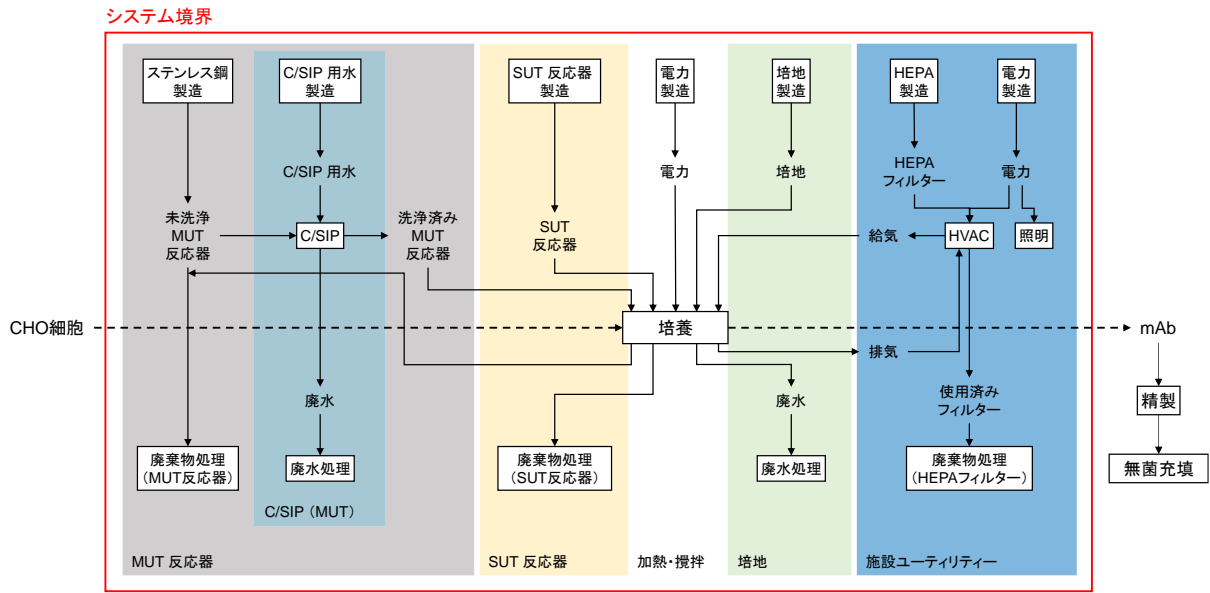 システム境界
ステンレス鋼
製造
C/SIP 用水
製造
SUT 反応器
製造
電力
製造
培地
製造
HEPA
製造
電力
製造
C/SIP 用水
電力
培地
HEPA
フィルター
電力
未洗浄
MUT
反応器
C/SIP
洗浄済み
MUT
反応器
SUT
反応器
給気
HVAC
照明
CHO細胞
培養
mAb
排気
廃水
廃水
使用済み
フィルター
精製
廃棄物処理
（MUT反応器）
廃水処理
廃棄物処理
（SUT反応器）
廃水処理
廃棄物処理
（HEPAフィルター）
無菌充填
C/SIP （MUT）
MUT 反応器
SUT 反応器
加熱・攪拌
培地
施設ユーティリティー